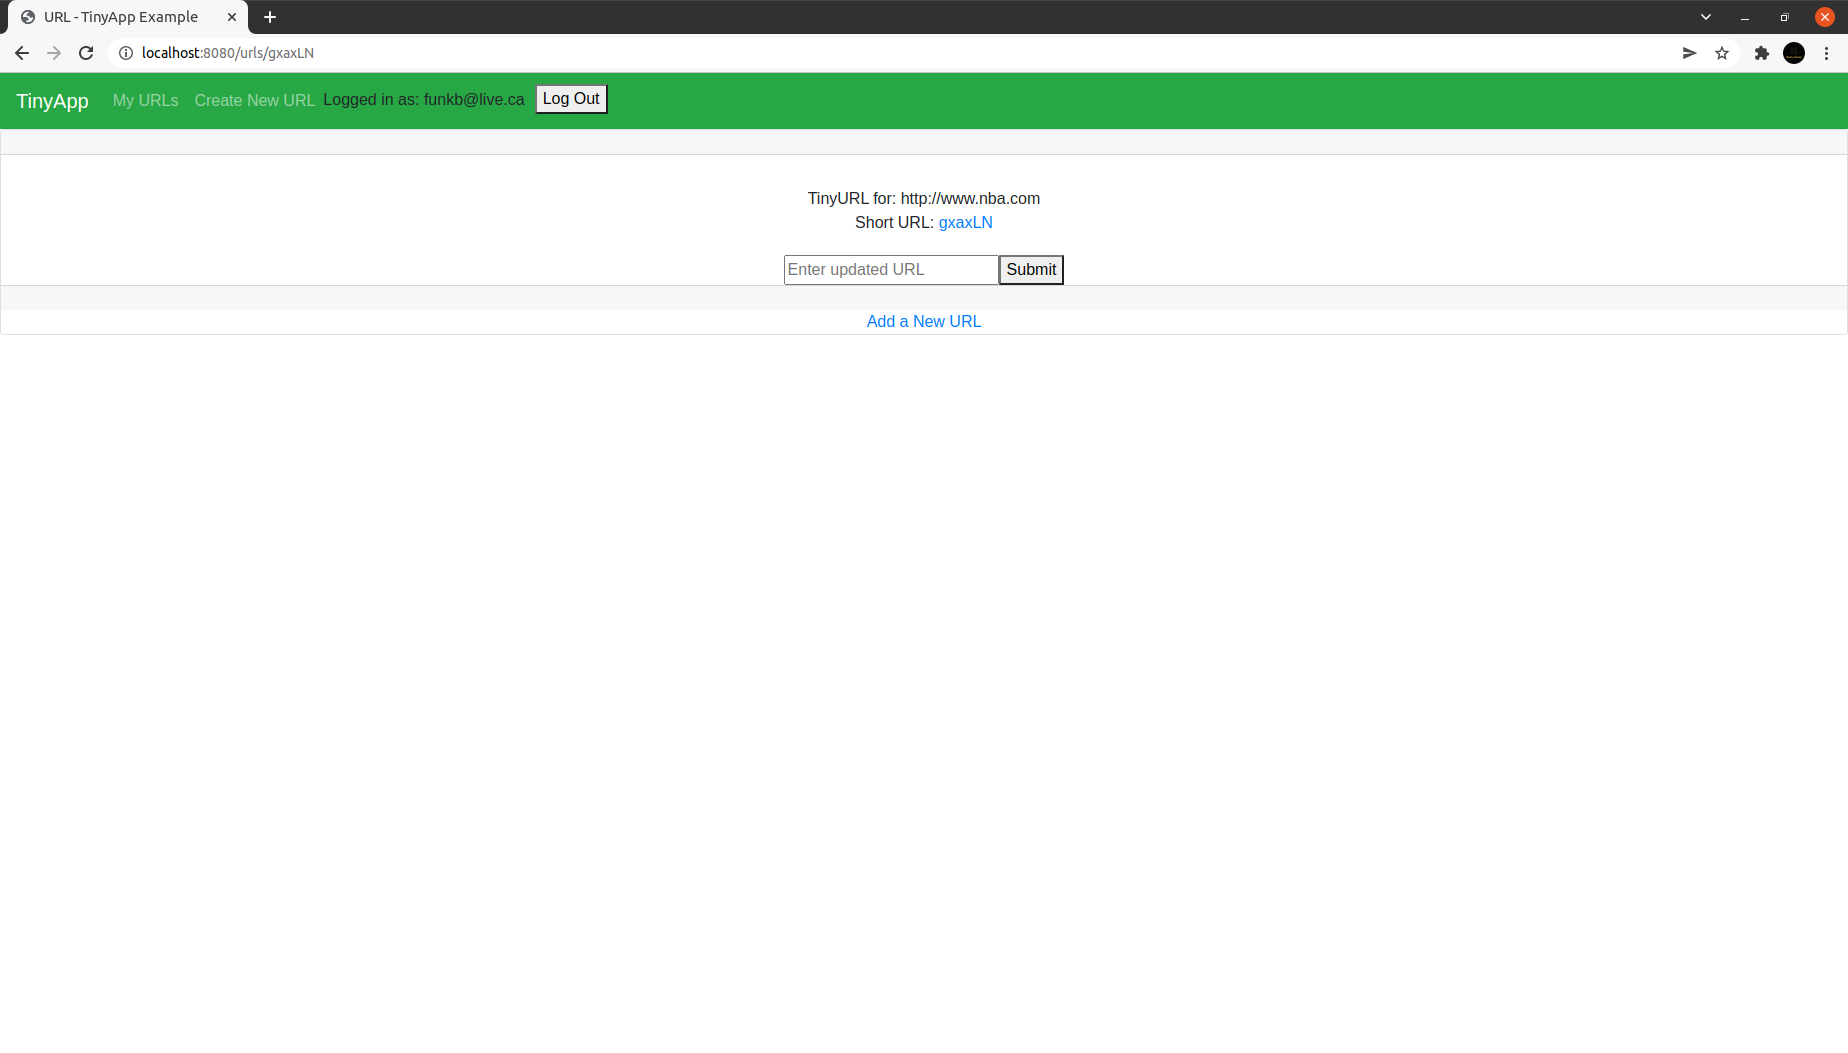 URL - TinyApp Example
localhost:8080/urls/gxaxLN
TinyApp My URLs Create New URL Logged in as: funkb@live.ca Log Out
TinyURL for: http://www.nba.com
Short URL: gxaxLN
Enter updated URL Submit
Add a New URL